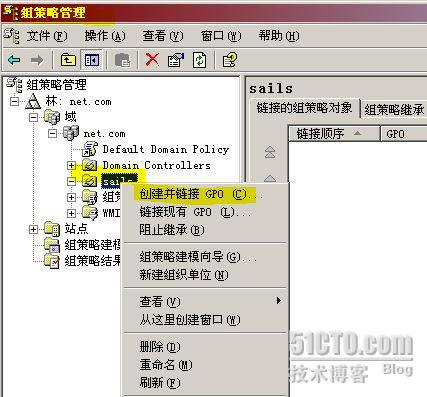 组策略管理
文件(F) 操作(A) 查看(V) 窗口(W) 帮助(H)
组策略管理
林: net.com
域
net.com
Default Domain Policy
Domain Controllers
sails
组策
WMI
站点
组策略建模
组策略结果
sails
链接的组策略对象 组策略继承
链接顺序 GPO
创建并链接 GPO (C)...
链接现有 GPO (L)...
阻止继承(B)
组策略建模向导(G)...
新建组织单位(N)
查看(V)
从这里创建窗口(W)
删除(D)
重命名(M)
刷新(F)
51CTO.com
技术博客 Blog